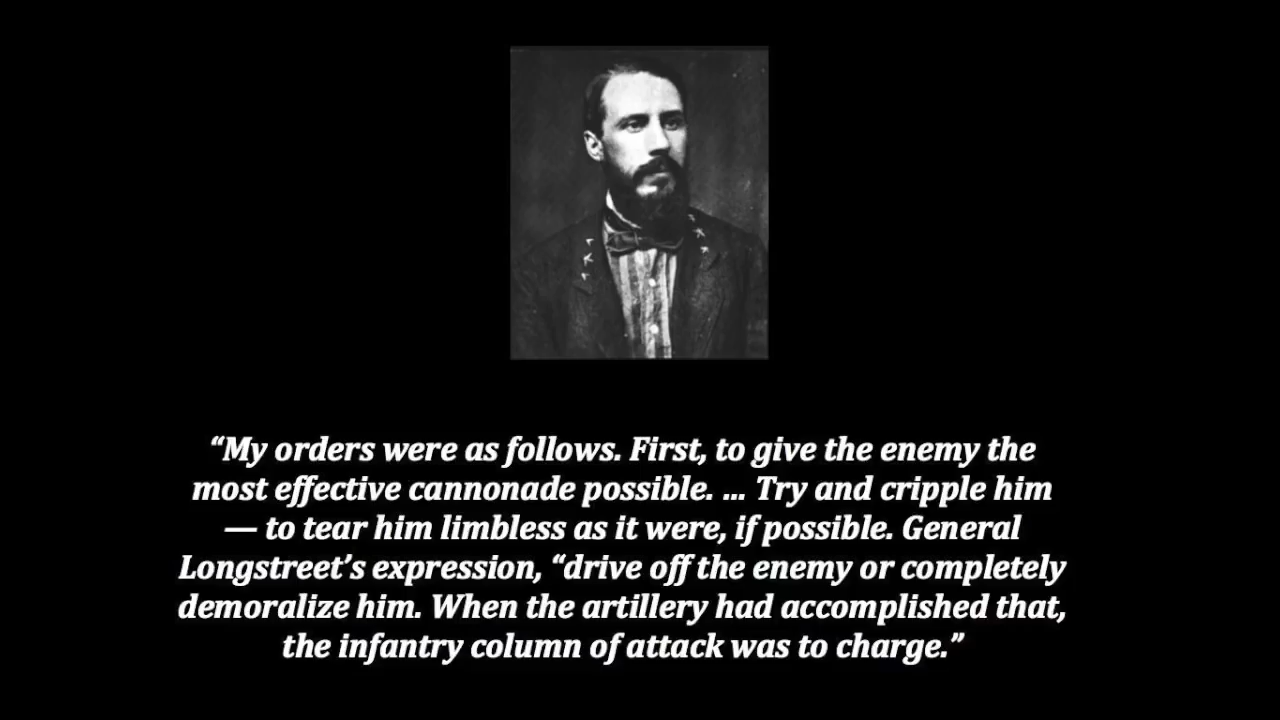 “My orders were as follows. First, to give the enemy the
most effective cannonade possible. ... Try and cripple him
— to tear him limbless as it were, if possible. General
Longstreet’s expression, “drive off the enemy or completely
demoralize him. When the artillery had accomplished that,
the infantry column of attack was to charge.”